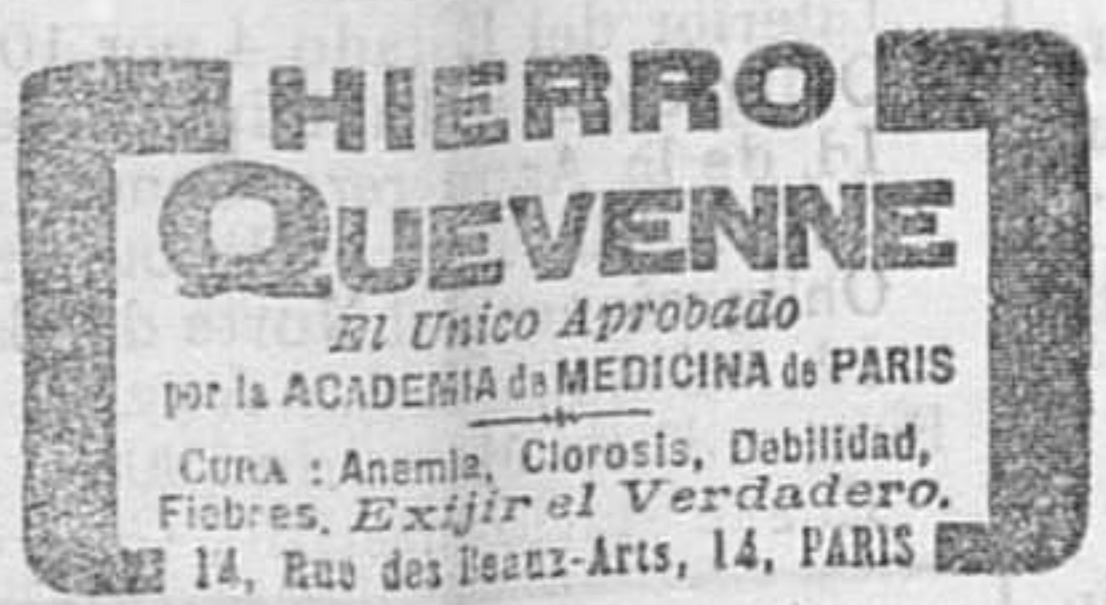 HIERRO
QUEVENNE
El Unico Aprobado
por la ACADEMIA de MEDICINA de PARIS
CURA : Anemia, Clorosis, Debilidad,
Fiebres. Exijir el Verdadero.
14, Rue des Beaux-Arts, 14, PARIS